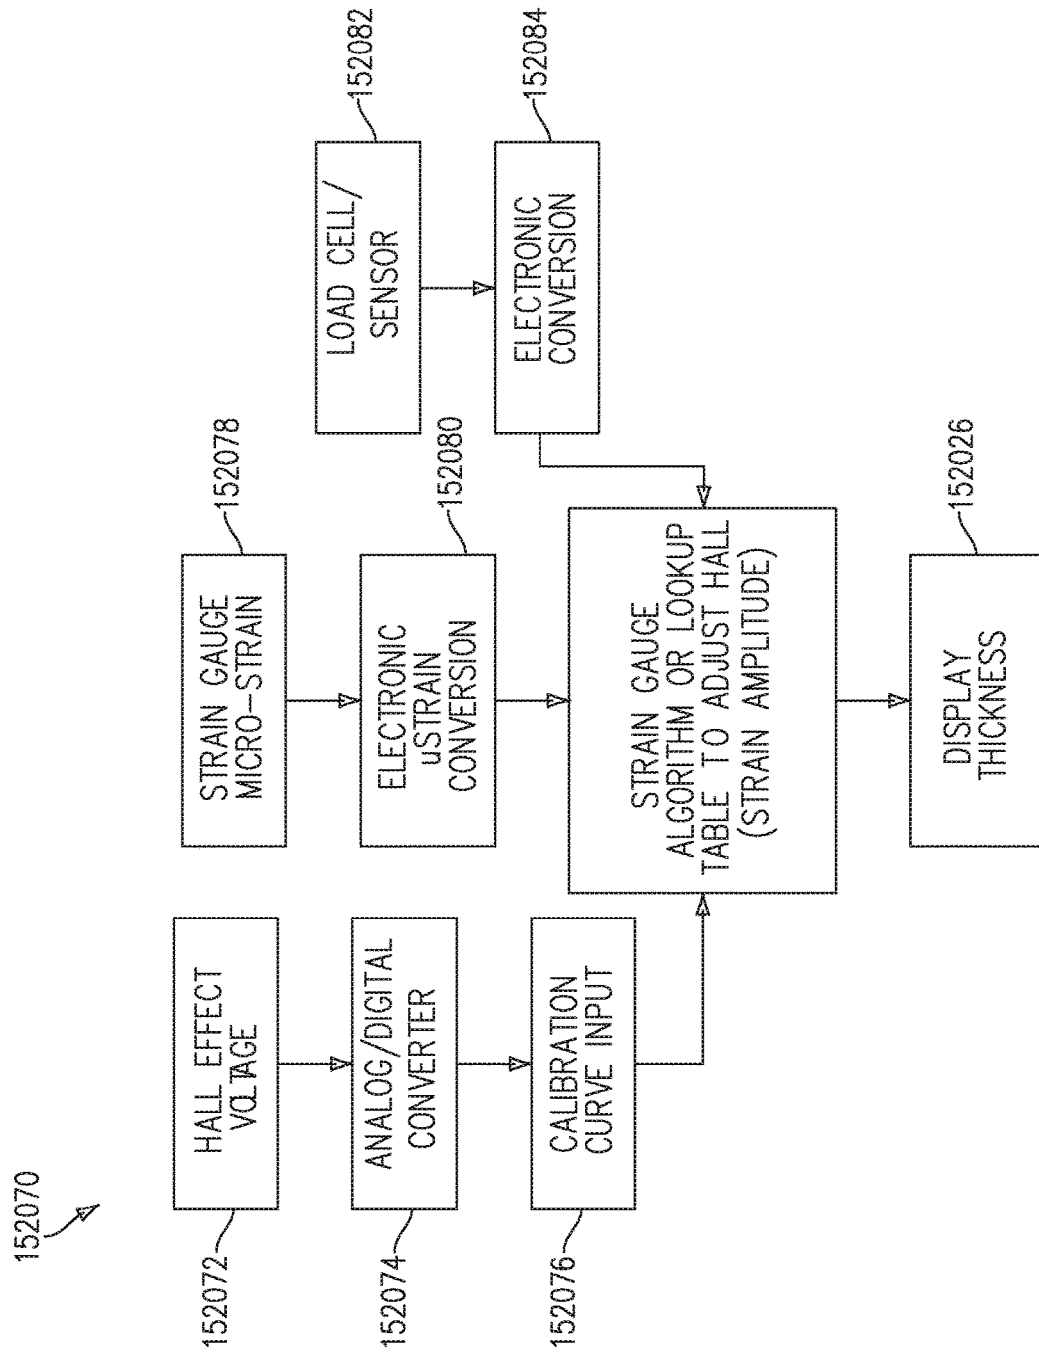 152070
HALL EFFECT
VOLTAGE
152072
ANALOG/DIGITAL
CONVERTER
152074
CALIBRATION
CURVE INPUT
152076
STRAIN GAUGE
MICRO-STRAIN
152078
ELECTRONIC
uSTRAIN
CONVERSION
152080
LOAD CELL/
SENSOR
152082
ELECTRONIC
CONVERSION
152084
STRAIN GAUGE
ALGORITHM OR LOOKUP
TABLE TO ADJUST HALL
(STRAIN AMPLITUDE)
DISPLAY
THICKNESS
152026